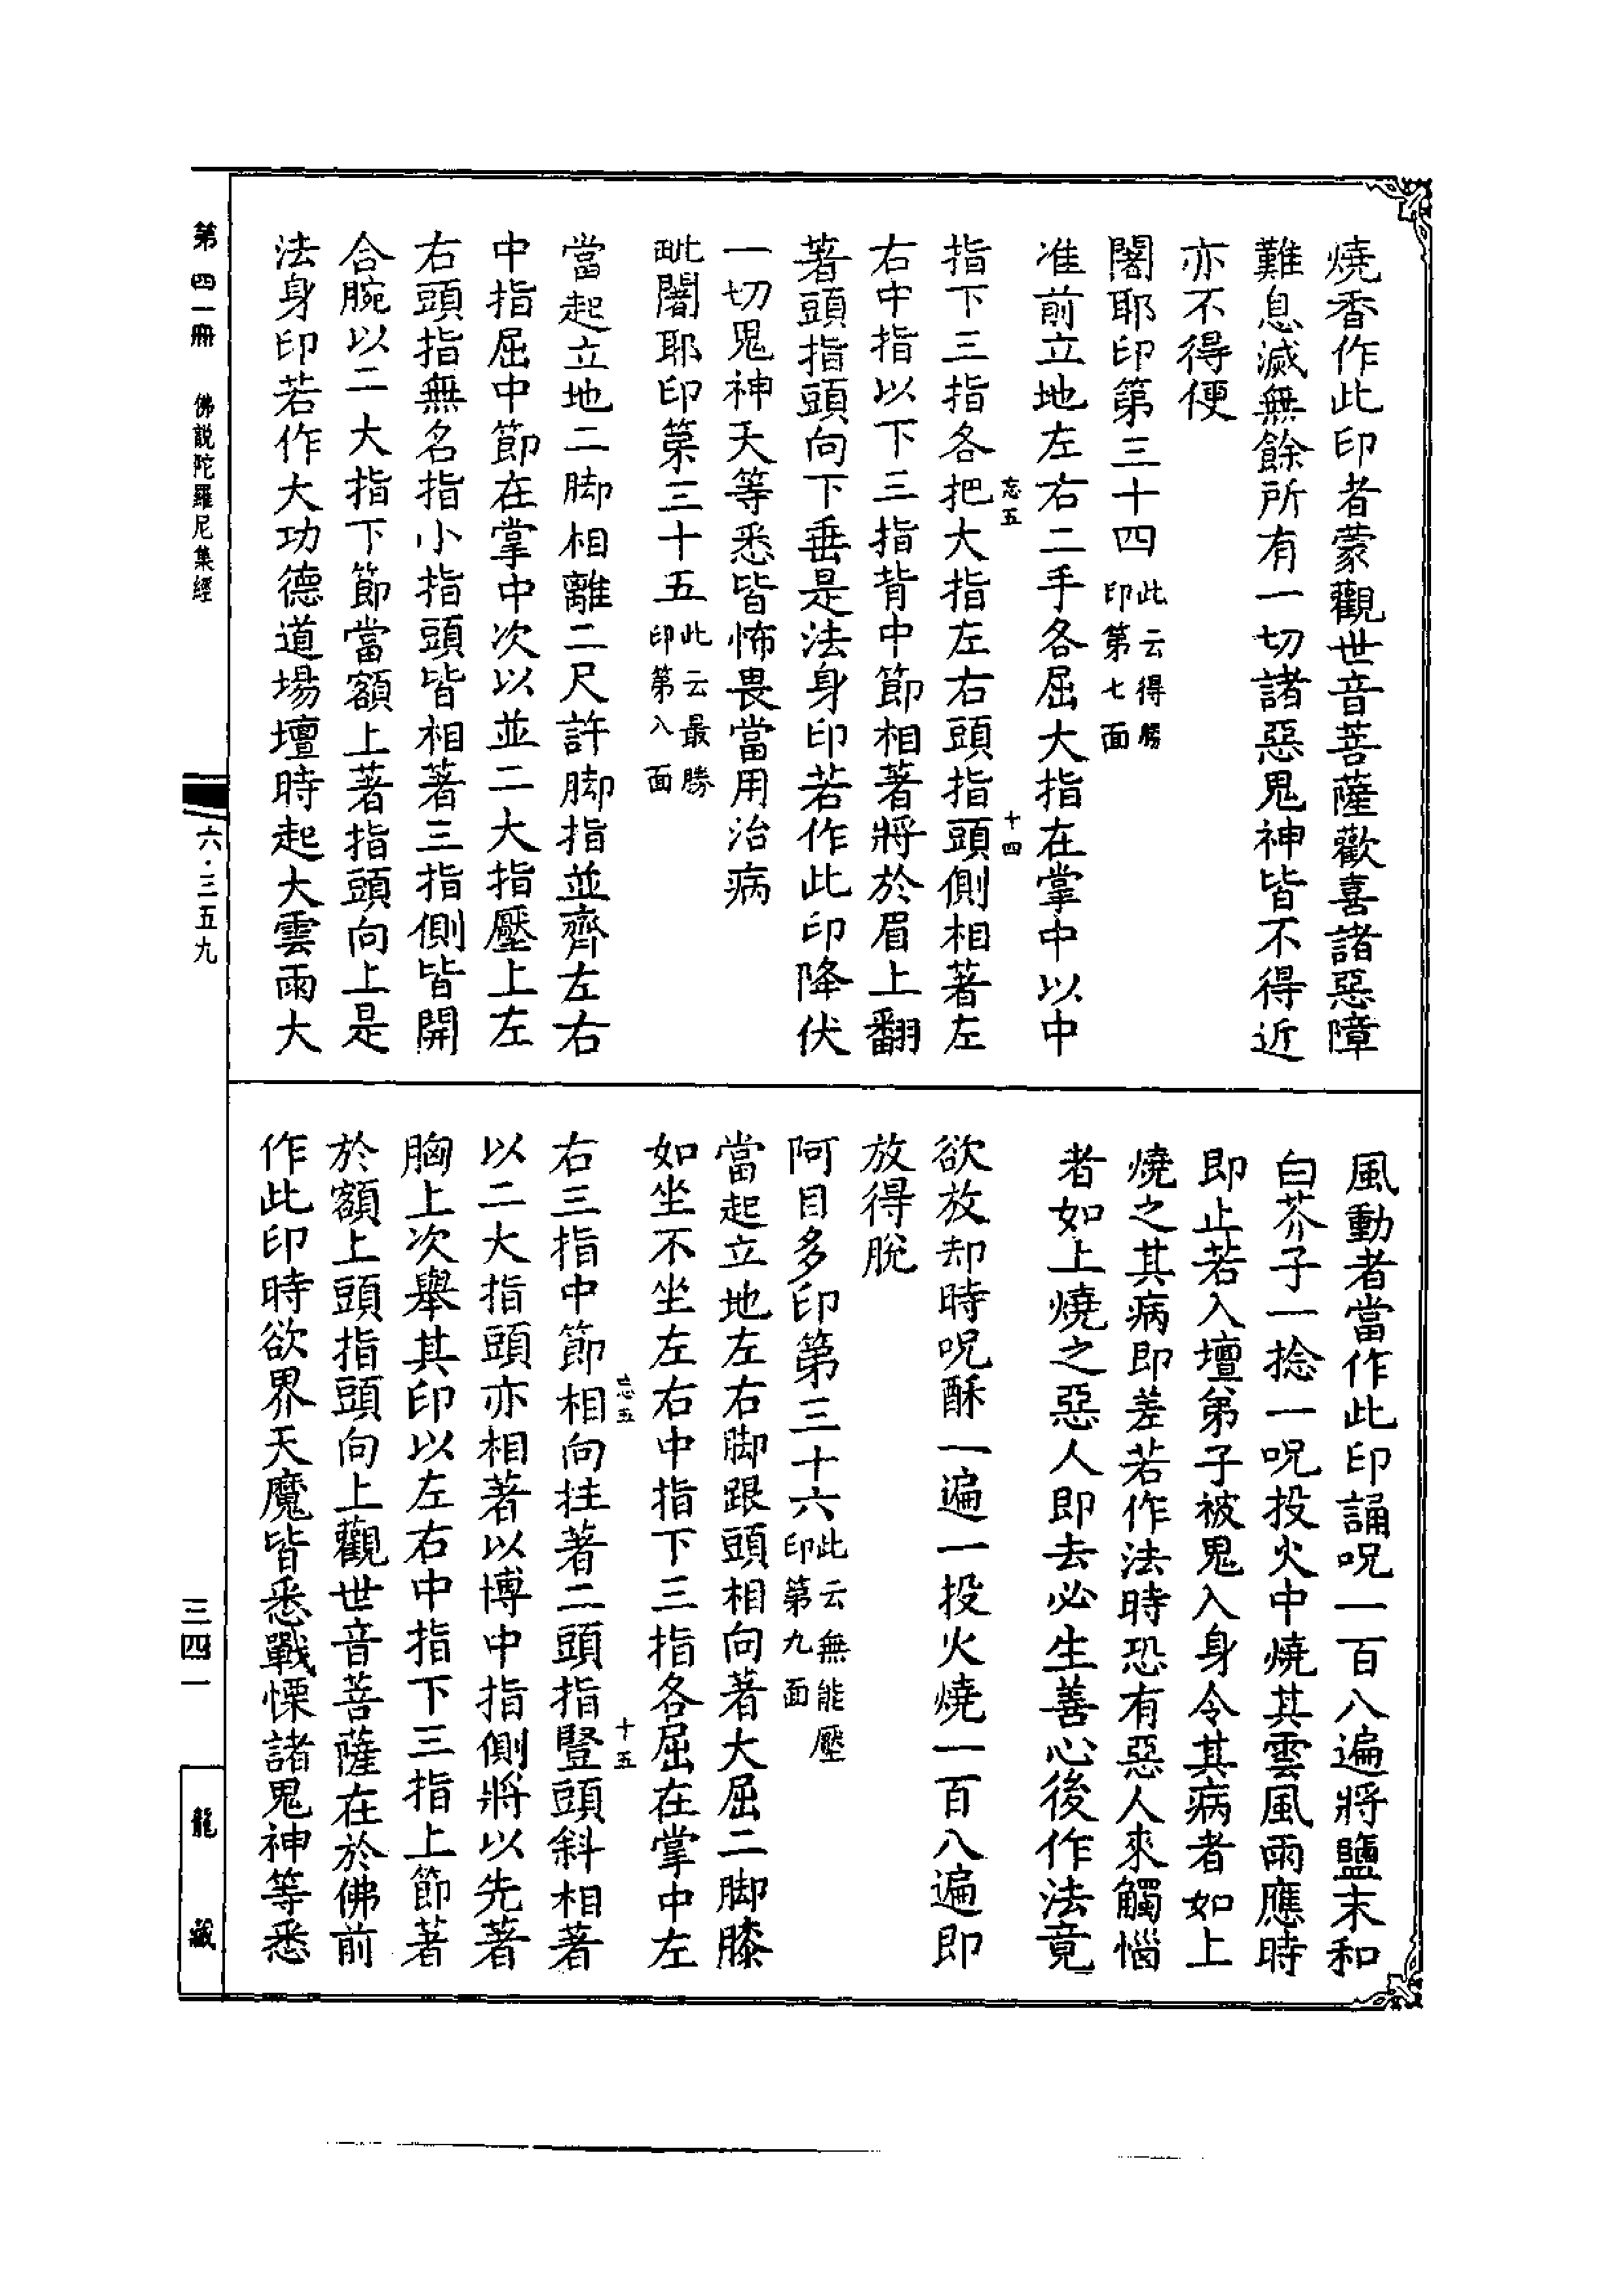 燒香作此印者蒙觀世音菩薩歡喜諸惡障
難息滅無餘所有一切諸惡鬼神皆不得近
亦不得便
闍耶印第三十四此云得勝印第七面
准前立地左右二手各屈大指在掌中以中
忘五 十四
指下三指各把大指左右頭指頭側相著左
右中指以下三指背中節相著將於眉上翻
著頭指頭向下垂是法身印若作此印降伏
一切鬼神天等悉皆怖畏當用治病
毗闍耶印第三十五此云最勝印第八面
當起立地二脚相離二尺許脚指並齊左右
中指屈中節在掌中次以並二大指壓上左
右頭指無名指小指頭皆相著三指側皆開
合腕以二大指下節當額上著指頭向上是
法身印若作大功德道場壇時起大雲雨大
風動者當作此印誦呪一百八遍將鹽末和
白芥子一捻一呪投火中燒其雲風雨應時
即止若入壇弟子被鬼入身令其病者如上
燒之其病即差若作法時恐有惡人來觸惱
者如上燒之惡人即去必生善心後作法竟
欲放却時呪酥一遍一投火燒一百八遍即
放得脫
阿目多印第三十六此云無能壓印第九面
當起立地左右脚跟頭相向著大屈二脚膝
如坐不坐左右中指下三指各屈在掌中左
忘五 十五
右三指中節相向拄著二頭指豎頭斜相著
以二大指頭亦相著以博中指側將以先著
胸上次舉其印以左右中指下三指上節著
於額上頭指頭向上觀世音菩薩在於佛前
作此印時欲界天魔皆悉戰慄諸鬼神等悉
第四一冊 佛說陀羅尼集經
六·三五九
三四一
龍藏